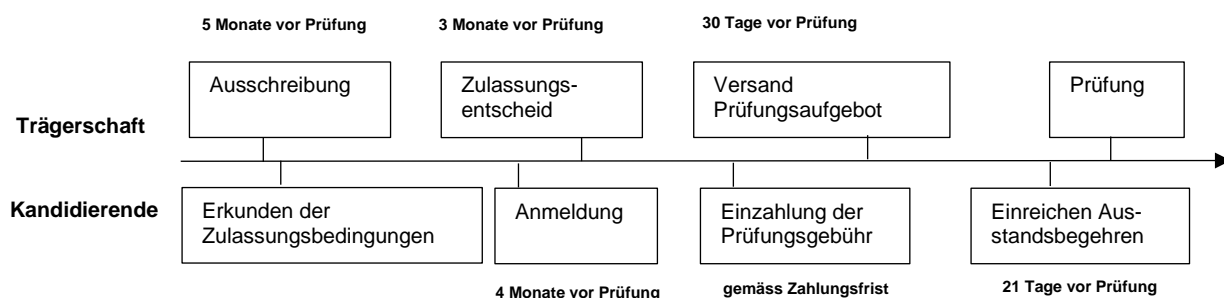 5 Monate vor Prüfung
3 Monate vor Prüfung
30 Tage vor Prüfung
Ausschreibung
Zulassungs-
entscheid
Versand
Prüfungsaufgebot
Prüfung
Trägerschaft
Kandidierende
Erkunden der
Zulassungsbedingungen
Anmeldung
Einzahlung der
Prüfungsgebühr
Einreichen Aus-
standsbegehren
4 Monate vor Prüfung
gemäss Zahlungsfrist
21 Tage vor Prüfung